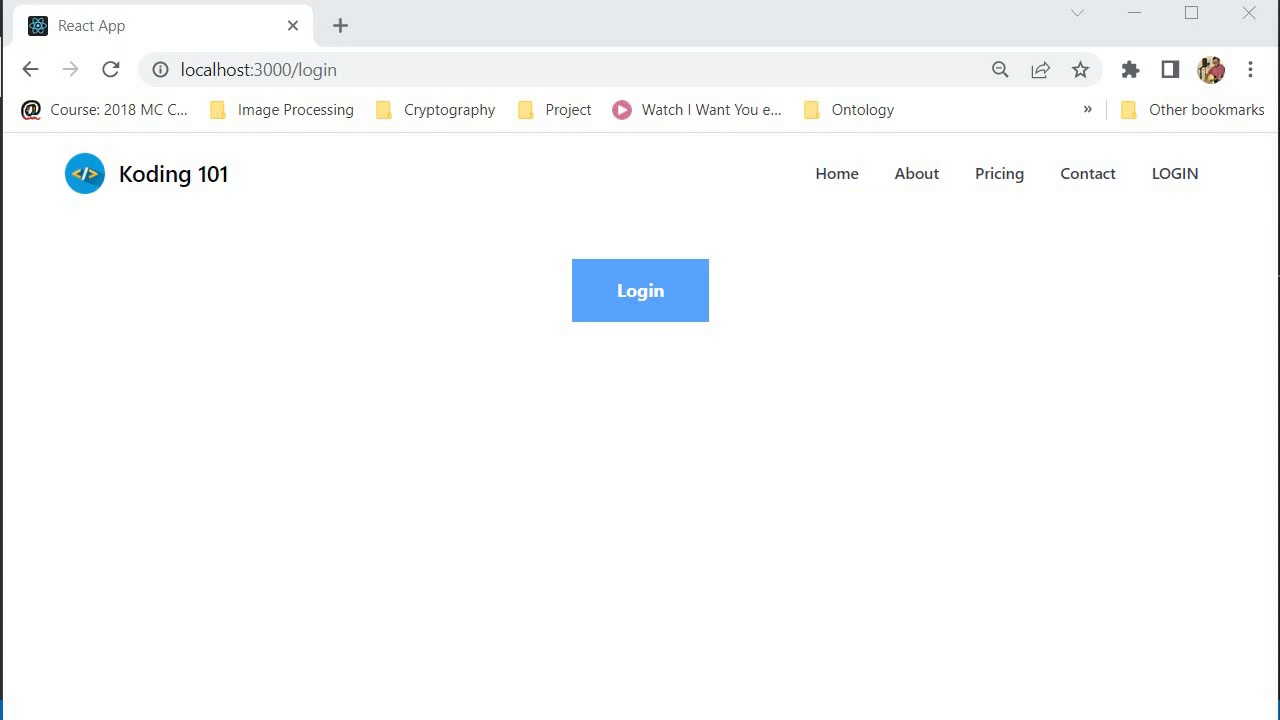 React App
localhost:3000/login
@ Course: 2018 MC C... Image Processing Cryptography Project Watch I Want You e... Ontology » Other bookmarks
</> Koding 101 Home About Pricing Contact LOGIN
Login